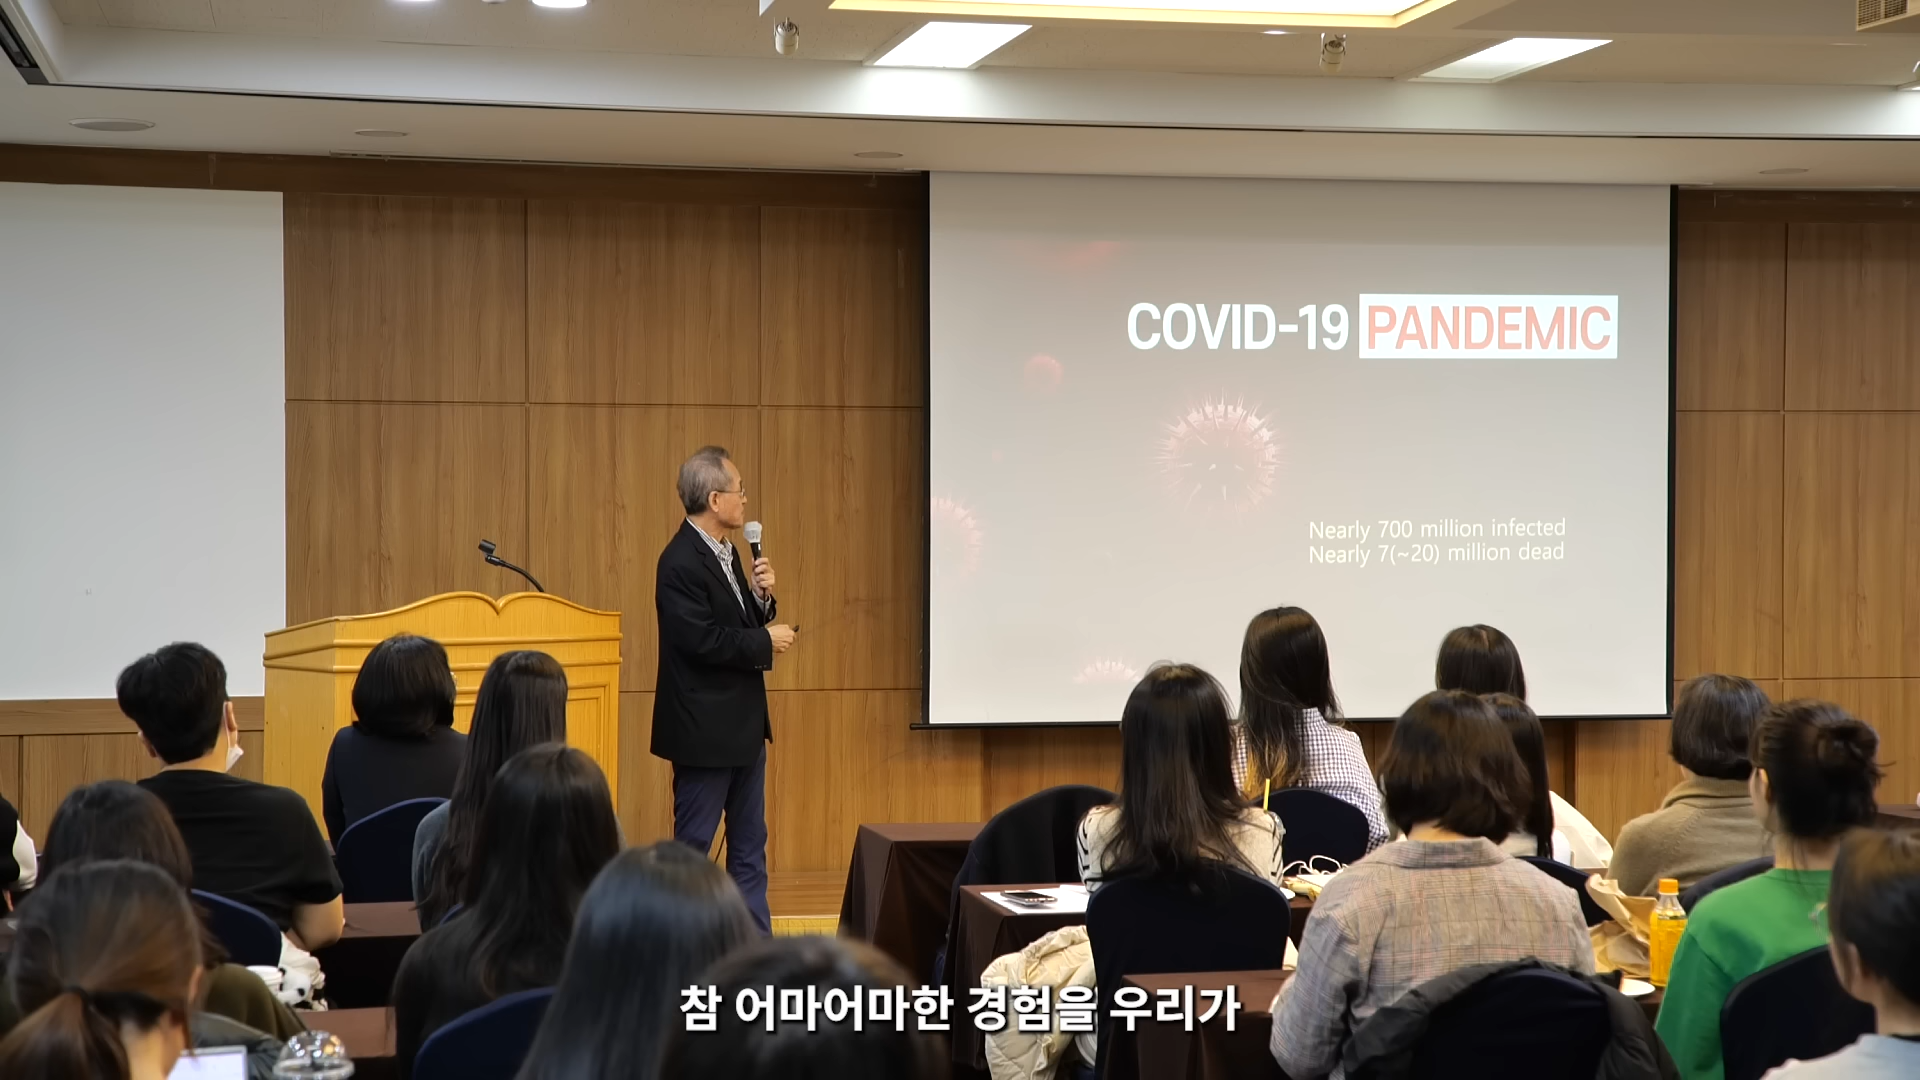 COVID-19 PANDEMIC
Nearly 700 million infected
Nearly 7(~20) million dead
참 어마어마한 경험을 우리가